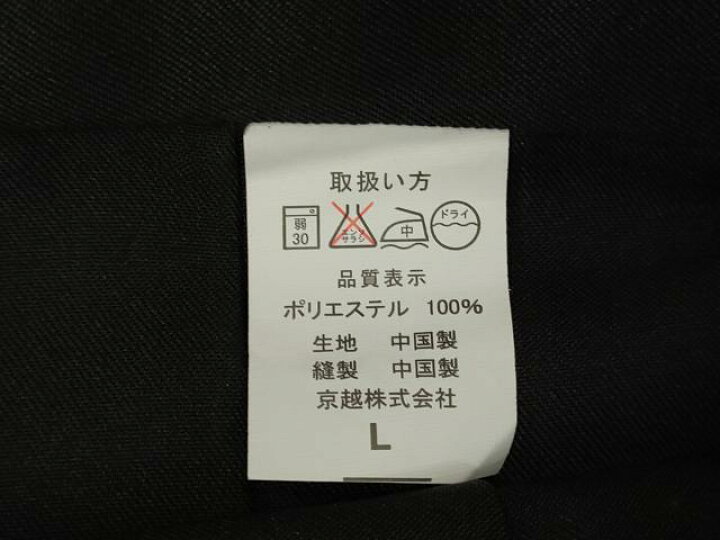 取扱い方
弱 30 エンソ サラシ 中 ドライ
品質表示
ポリエステル 100%
生地 中国製
縫製 中国製
京越株式会社
L